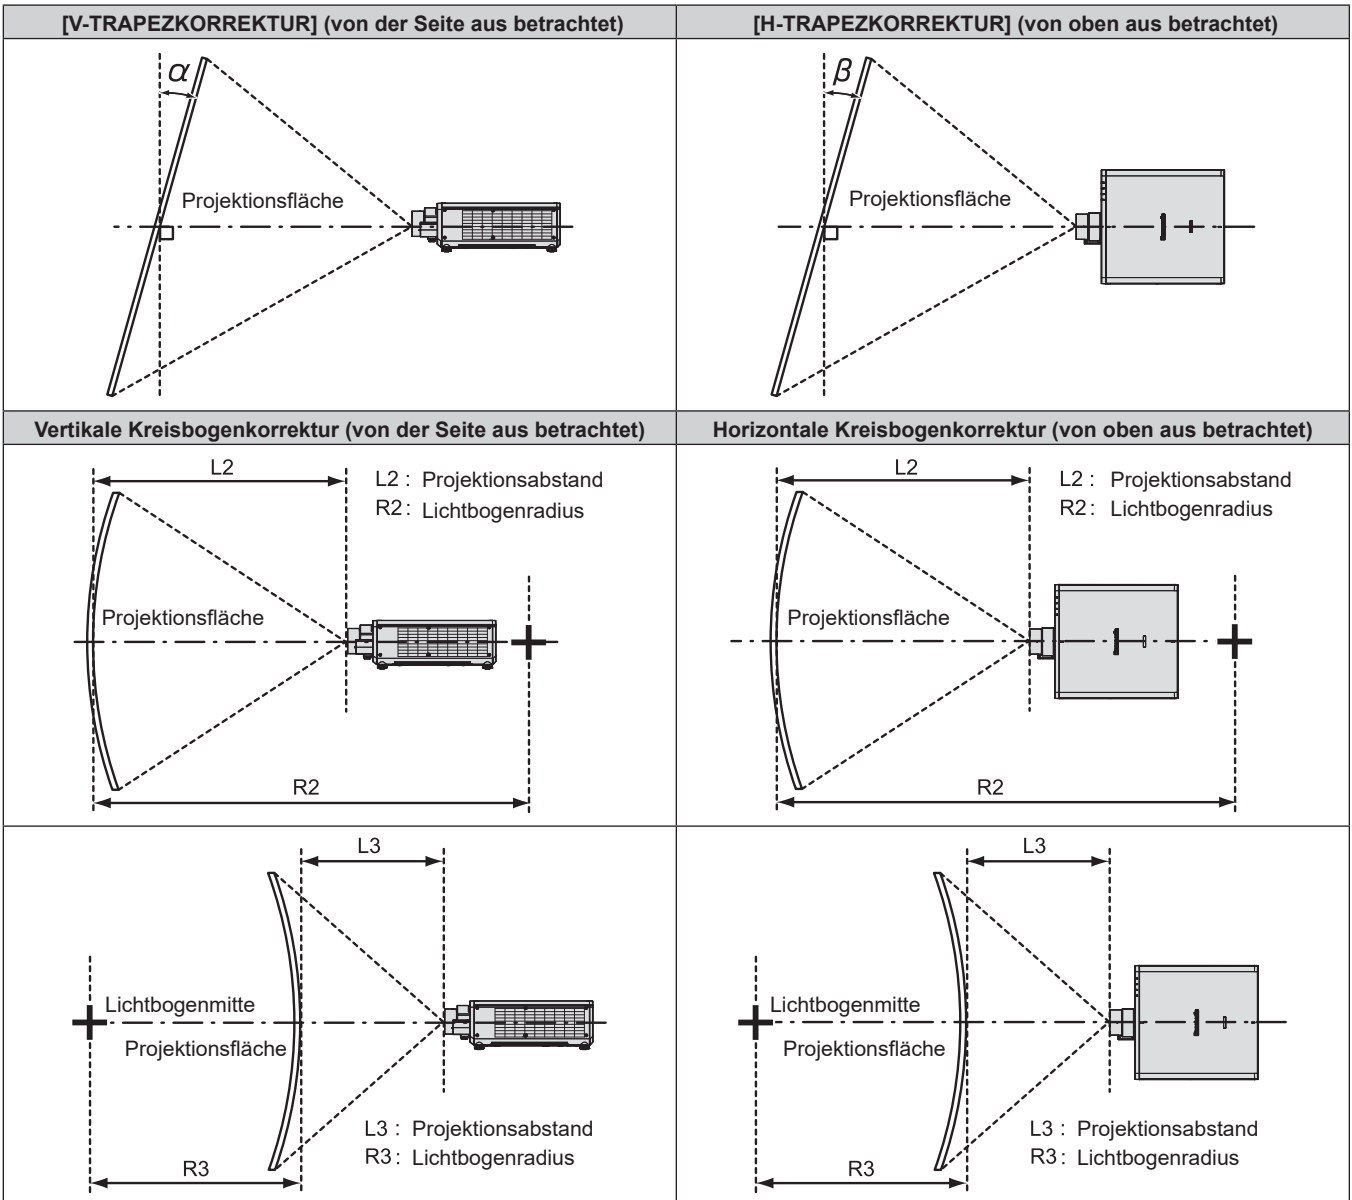 [V-TRAPEZKORREKTUR] (von der Seite aus betrachtet)
[H-TRAPEZKORREKTUR] (von oben aus betrachtet)
α
Projektionsfläche
β
Projektionsfläche
Vertikale Kreisbogenkorrektur (von der Seite aus betrachtet)
Horizontale Kreisbogenkorrektur (von oben aus betrachtet)
L2
L2 : Projektionsabstand
R2 : Lichtbogenradius
Projektionsfläche
R2
L2
L2 : Projektionsabstand
R2 : Lichtbogenradius
Projektionsfläche
R2
L3
Lichtbogenmitte
Projektionsfläche
L3 : Projektionsabstand
R3 : Lichtbogenradius
R3
L3
Lichtbogenmitte
Projektionsfläche
L3 : Projektionsabstand
R3 : Lichtbogenradius
R3